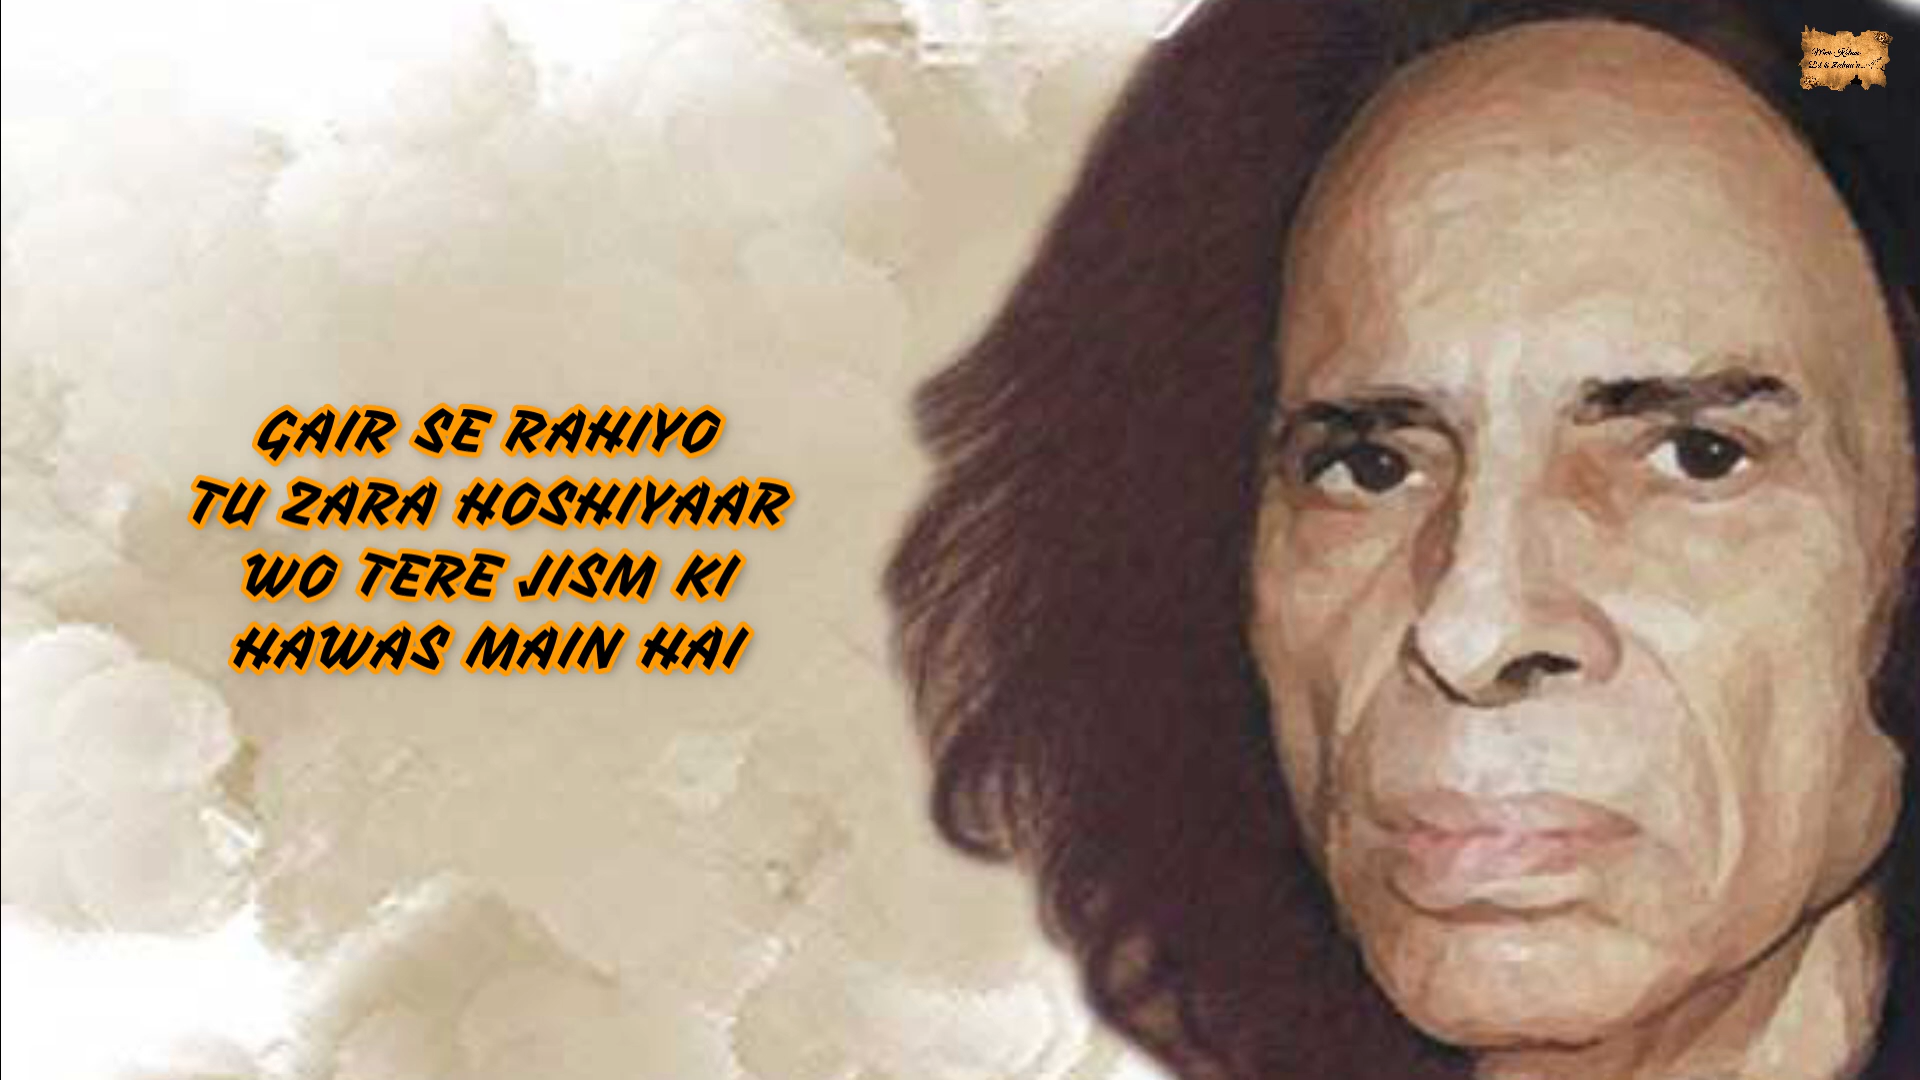 GAIR SE RAHIYO
TU ZARA HOSHIYAAR
WO TERE JISM KI
HAWAS MAIN HAI